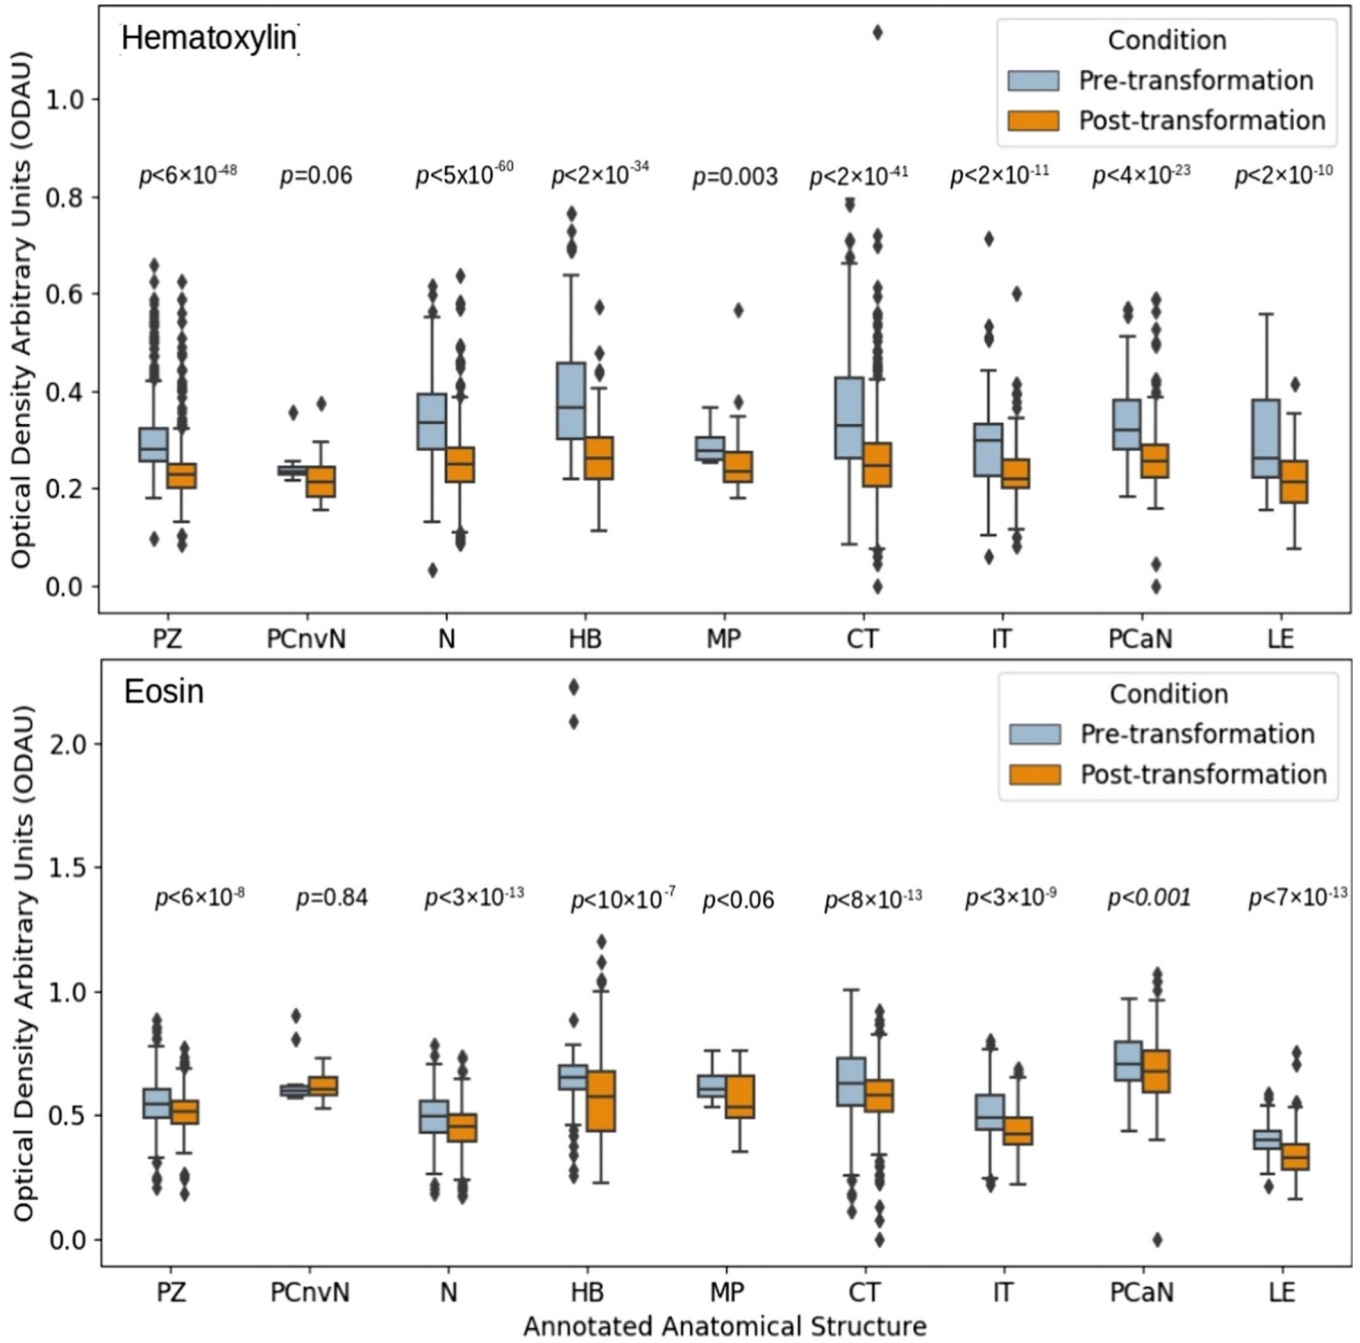 Hematoxylin
Condition
Pre-transformation
Post-transformation
Optical Density Arbitrary Units (ODAU)
1.0
0.8
0.6
0.4
0.2
0.0
p<6×10⁻⁴⁸ p=0.06 p<5x10⁻⁶⁰ p<2×10⁻³⁴ p=0.003 p<2×10⁻⁴¹ p<2×10⁻¹¹ p<4×10⁻²³ p<2×10⁻¹⁰
PZ PCnvN N HB MP CT IT PCaN LE
Eosin
Condition
Pre-transformation
Post-transformation
Optical Density Arbitrary Units (ODAU)
2.0
1.5
1.0
0.5
0.0
p<6×10⁻⁸ p=0.84 p<3×10⁻¹³ p<10×10⁻⁷ p<0.06 p<8×10⁻¹³ p<3×10⁻⁹ p<0.001 p<7×10⁻¹³
PZ PCnvN N HB MP CT IT PCaN LE
Annotated Anatomical Structure